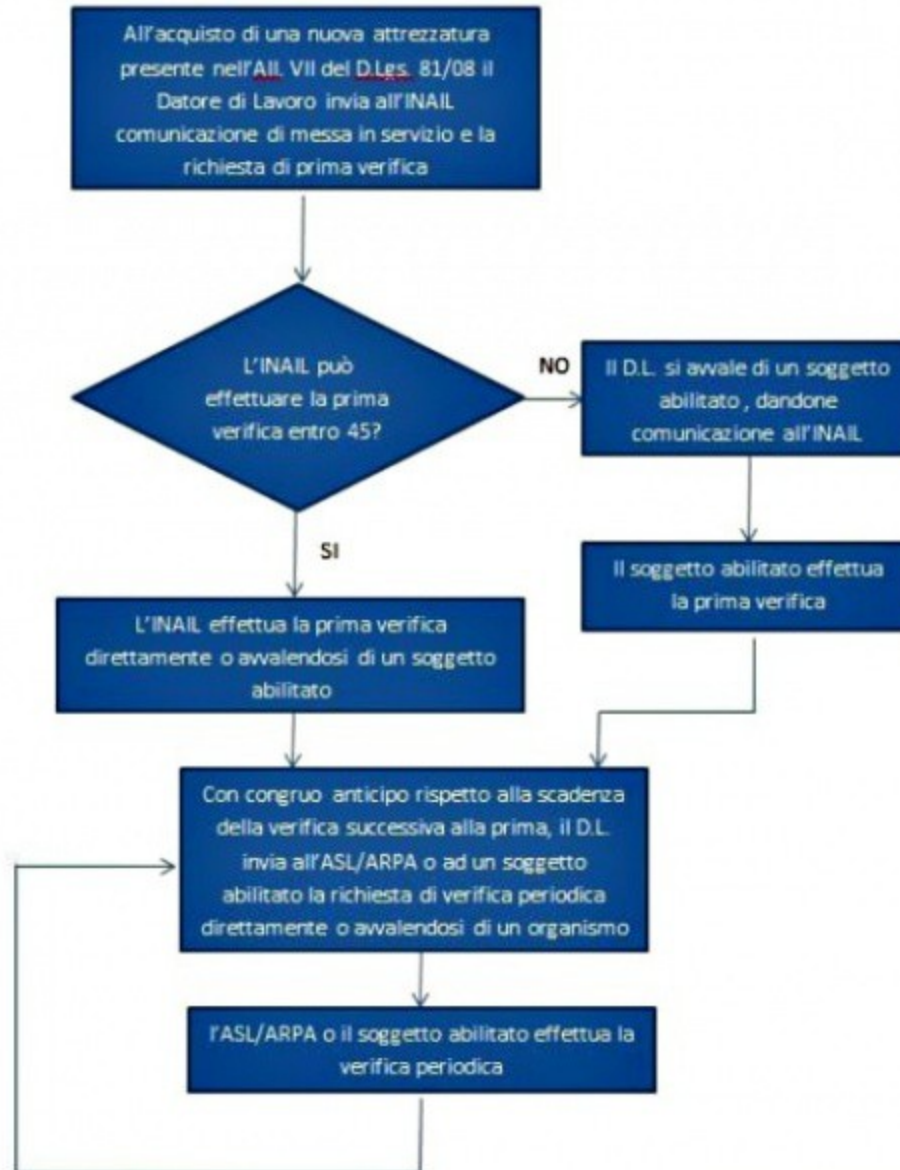 All'acquisto di una nuova attrezzatura
presente nell'All. VII del D.Lgs. 81/08 il
Datore di Lavoro invia all'INAIL
comunicazione di messa in servizio e la
richiesta di prima verifica
L'INAIL può
effettuare la prima
verifica entro 45?
NO
Il D.L. si avvale di un soggetto
abilitato , dandone
comunicazione all'INAIL
SI
Il soggetto abilitato effettua
la prima verifica
L'INAIL effettua la prima verifica
direttamente o avvalendosi di un soggetto
abilitato
Con congruo anticipo rispetto alla scadenza
della verifica successiva alla prima, il D.L.
invia all'ASL/ARPA o ad un soggetto
abilitato la richiesta di verifica periodica
direttamente o avvalendosi di un organismo
l'ASL/ARPA o il soggetto abilitato effettua la
verifica periodica